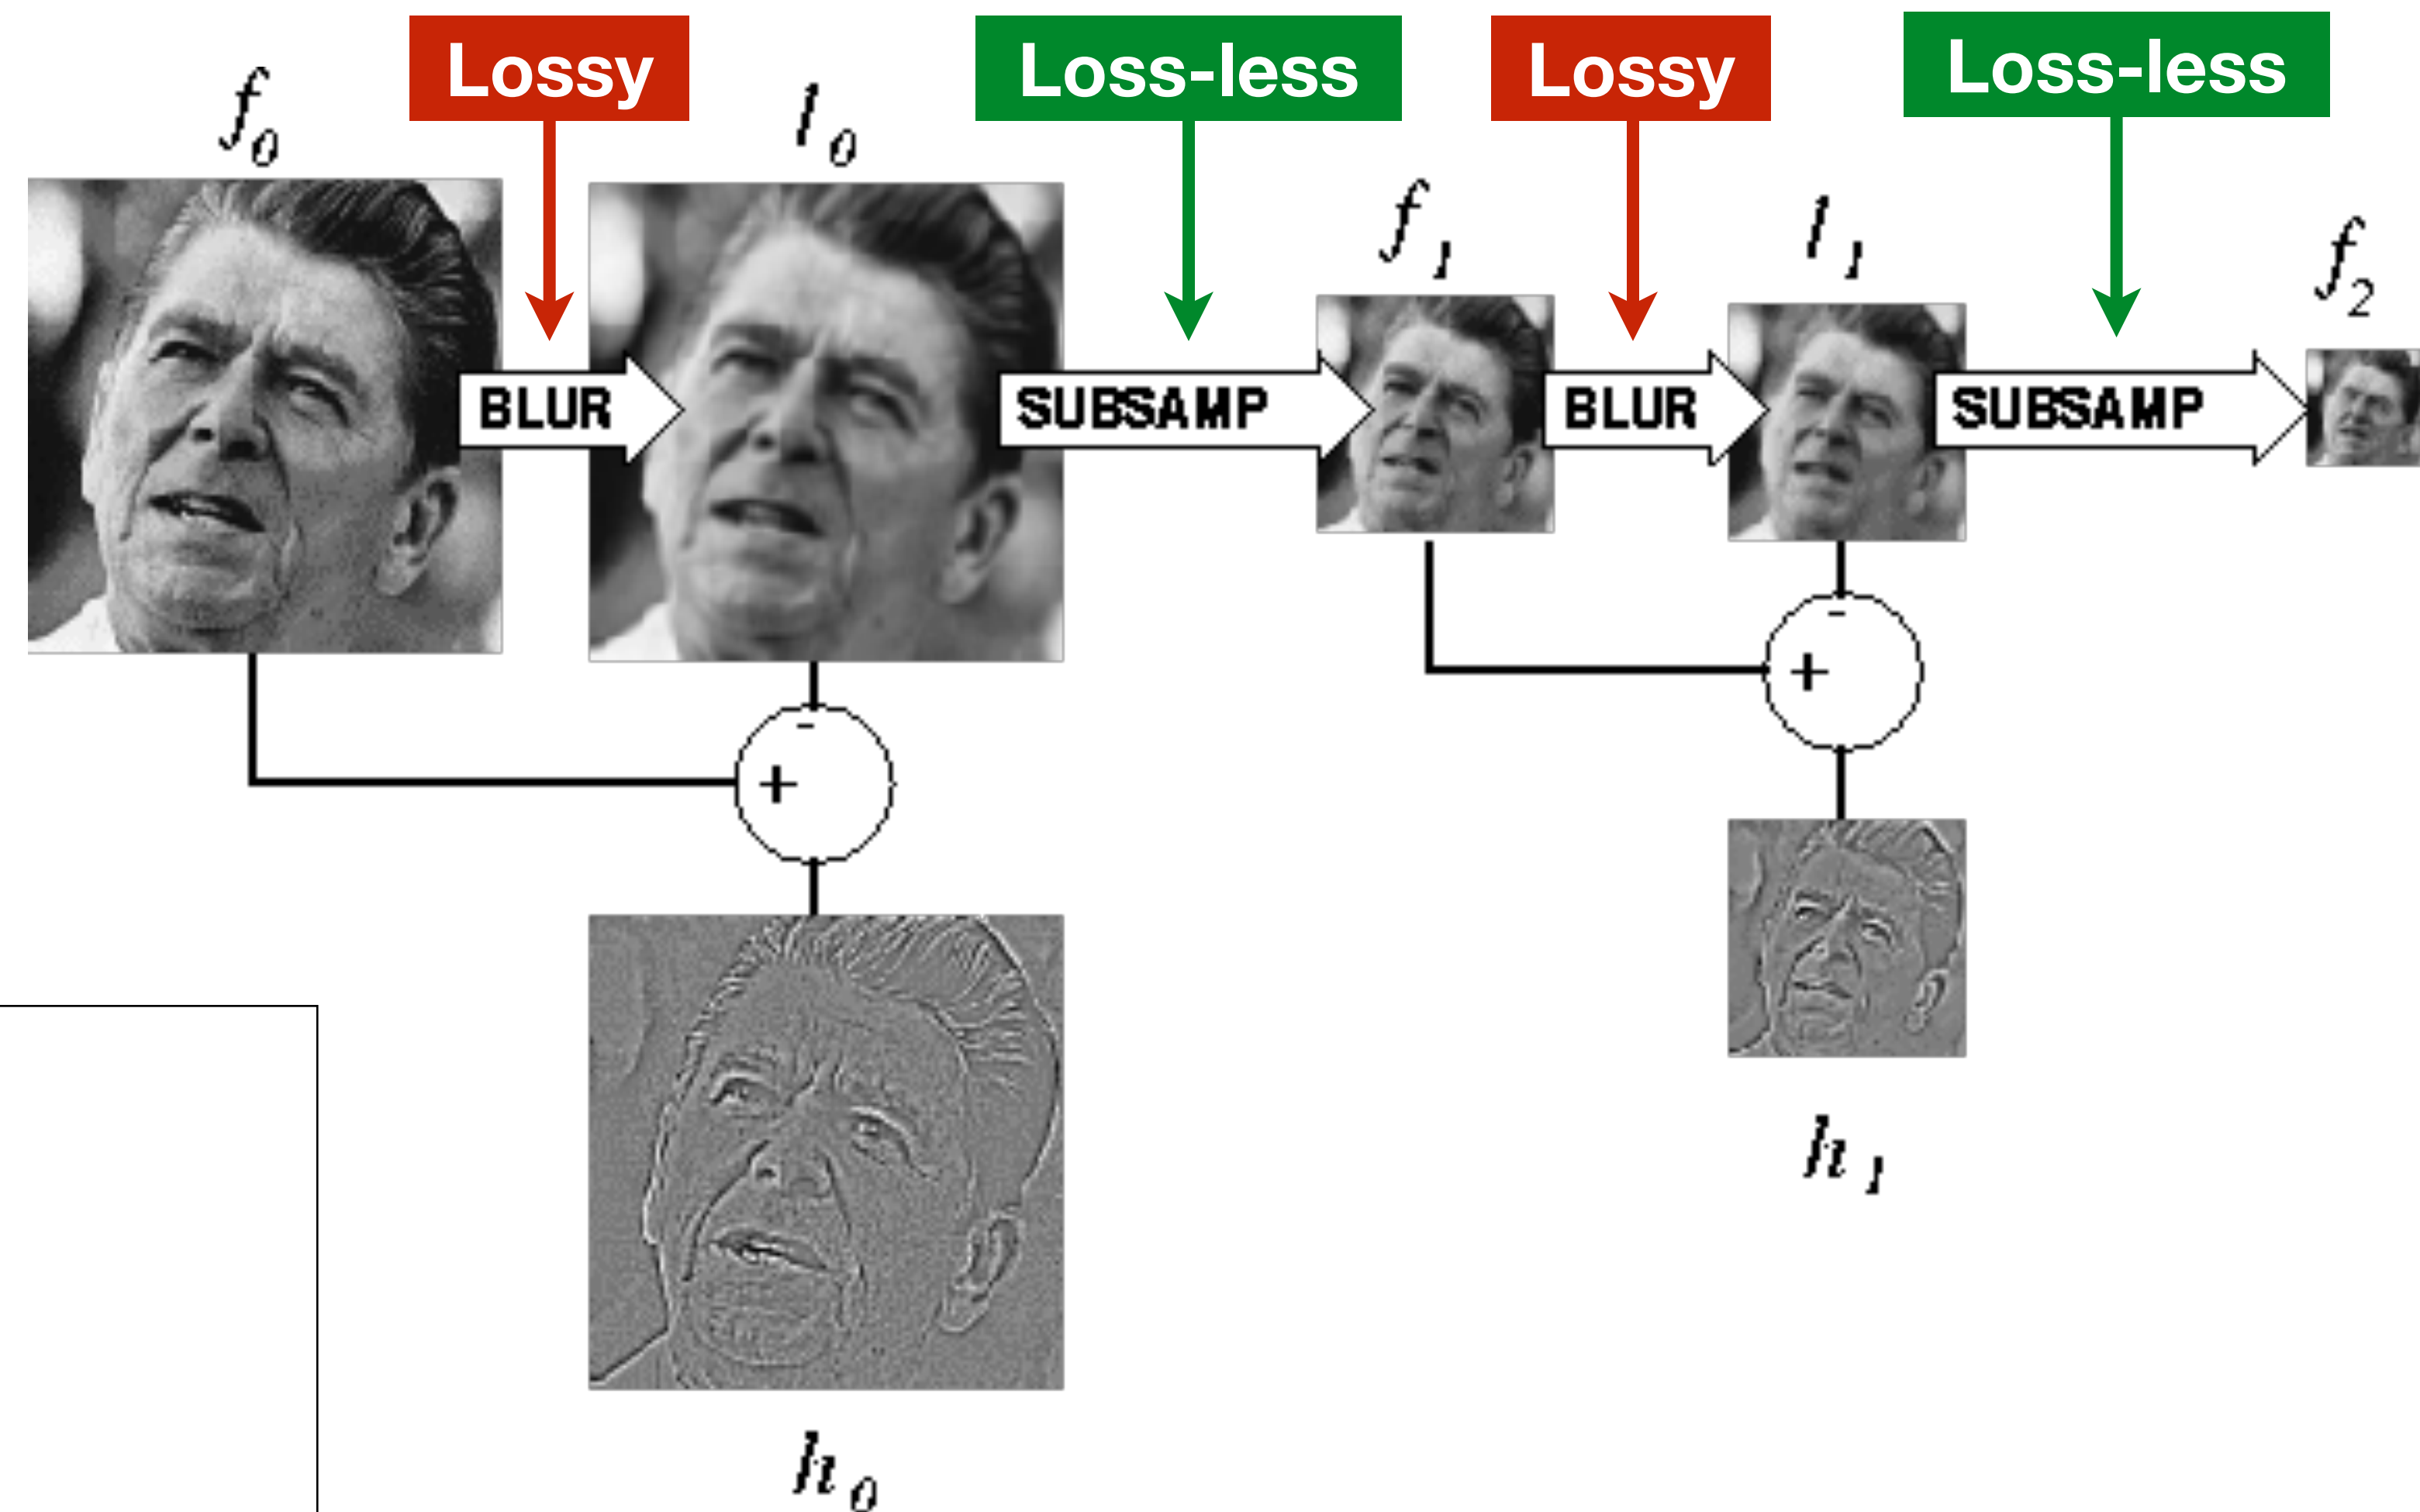 Lossy
Loss-less
Lossy
Loss-less
f0
l0
f1
l1
f2
BLUR
SUBSAMP
BLUR
SUBSAMP
-
+
-
+
h1
h0